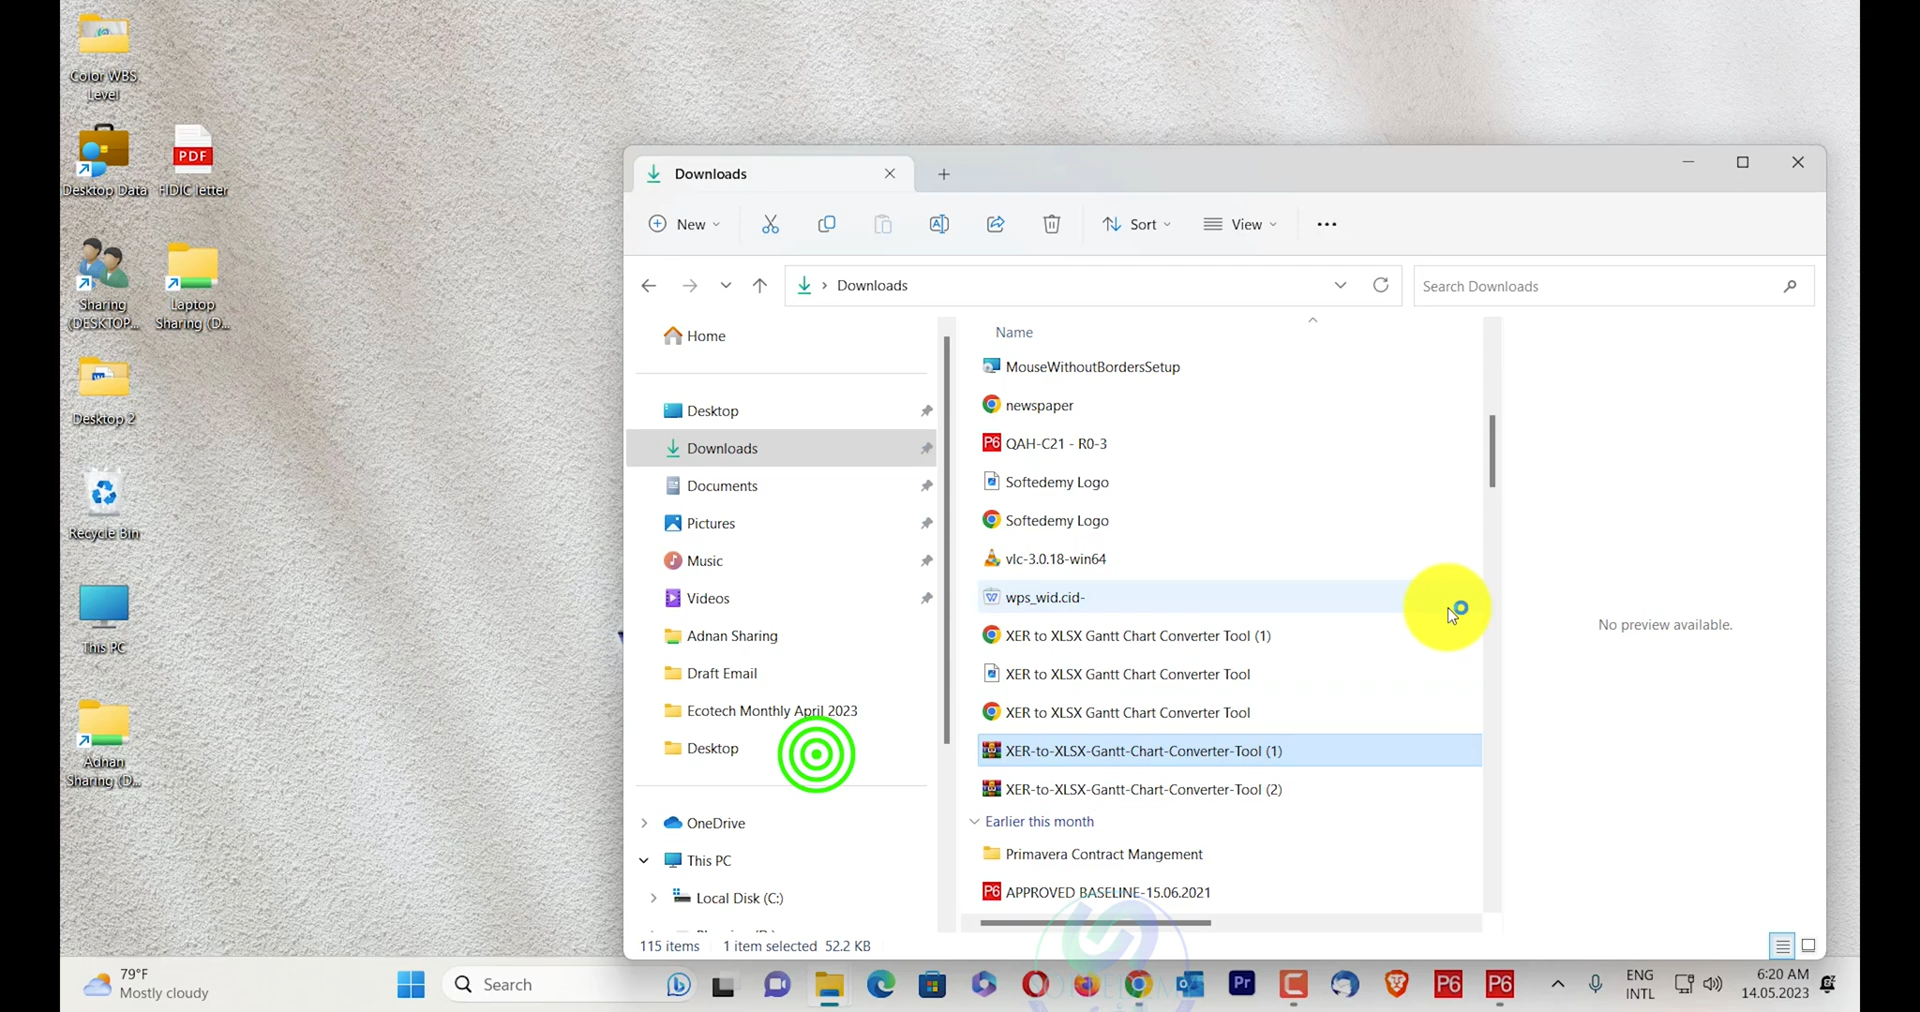 Color WBS
Level
Desktop Data
PDF
FIDIC letter
Sharing
(DESKTOP...
Laptop
Sharing (D...
Desktop 2
Recycle Bin
This PC
Adnan
Sharing (D...
Downloads
New
Sort
View
Downloads
Search Downloads
Home
Desktop
Downloads
Documents
Pictures
Music
Videos
Adnan Sharing
Draft Email
Ecotech Monthly April 2023
Desktop
OneDrive
This PC
Local Disk (C:)
Name
MouseWithoutBordersSetup
newspaper
P6 QAH-C21 - R0-3
Softedemy Logo
Softedemy Logo
vlc-3.0.18-win64
wps_wid.cid-
XER to XLSX Gantt Chart Converter Tool (1)
XER to XLSX Gantt Chart Converter Tool
XER to XLSX Gantt Chart Converter Tool
XER-to-XLSX-Gantt-Chart-Converter-Tool (1)
XER-to-XLSX-Gantt-Chart-Converter-Tool (2)
Earlier this month
Primavera Contract Mangement
P6 APPROVED BASELINE-15.06.2021
No preview available.
115 items
1 item selected 52.2 KB
79°F
Mostly cloudy
Search
Pr
P6
P6
ENG
INTL
6:20 AM
14.05.2023